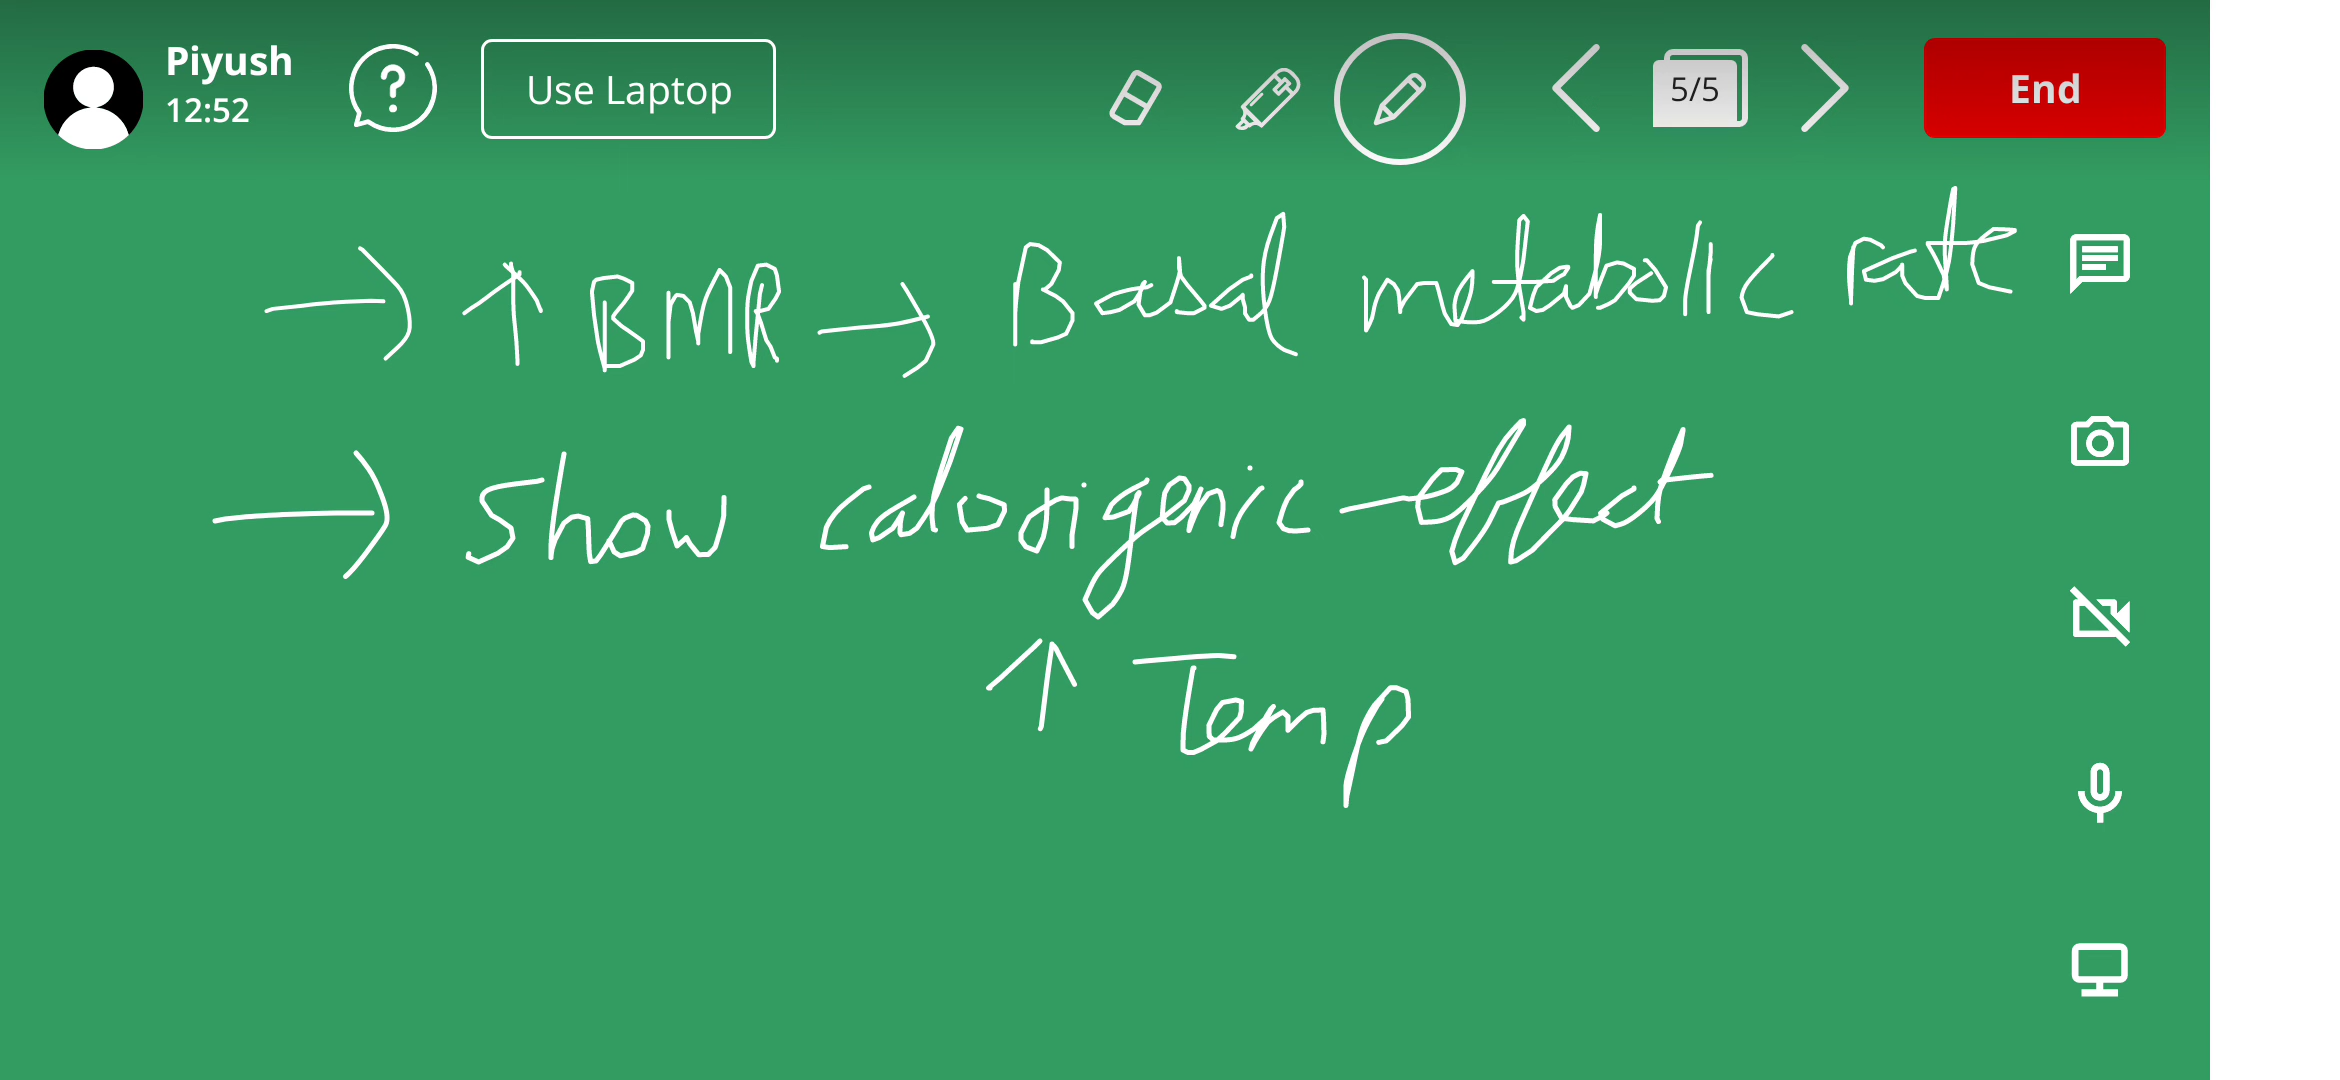 Piyush
12:52
Use Laptop
5/5
End
→ ↑ BMR → Basal metabolic rate
→ Show calorigenic-effect
↑ Temp